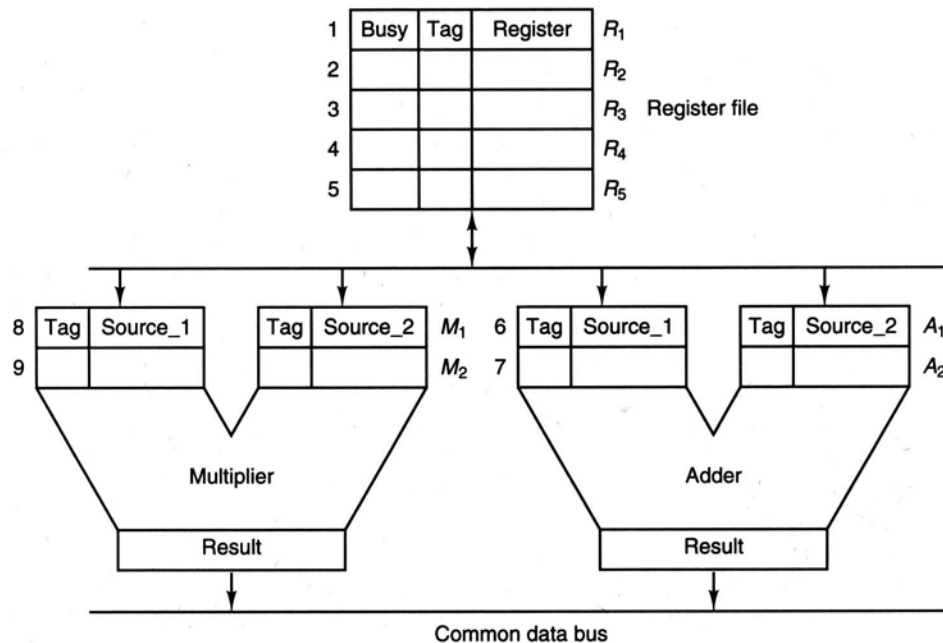 1 Busy Tag Register R1
2 R2
3 R3 Register file
4 R4
5 R5
8 Tag Source_1 Tag Source_2 M1 6 Tag Source_1 Tag Source_2 A1
9 M2 7 A2
Multiplier Adder
Result Result
Common data bus